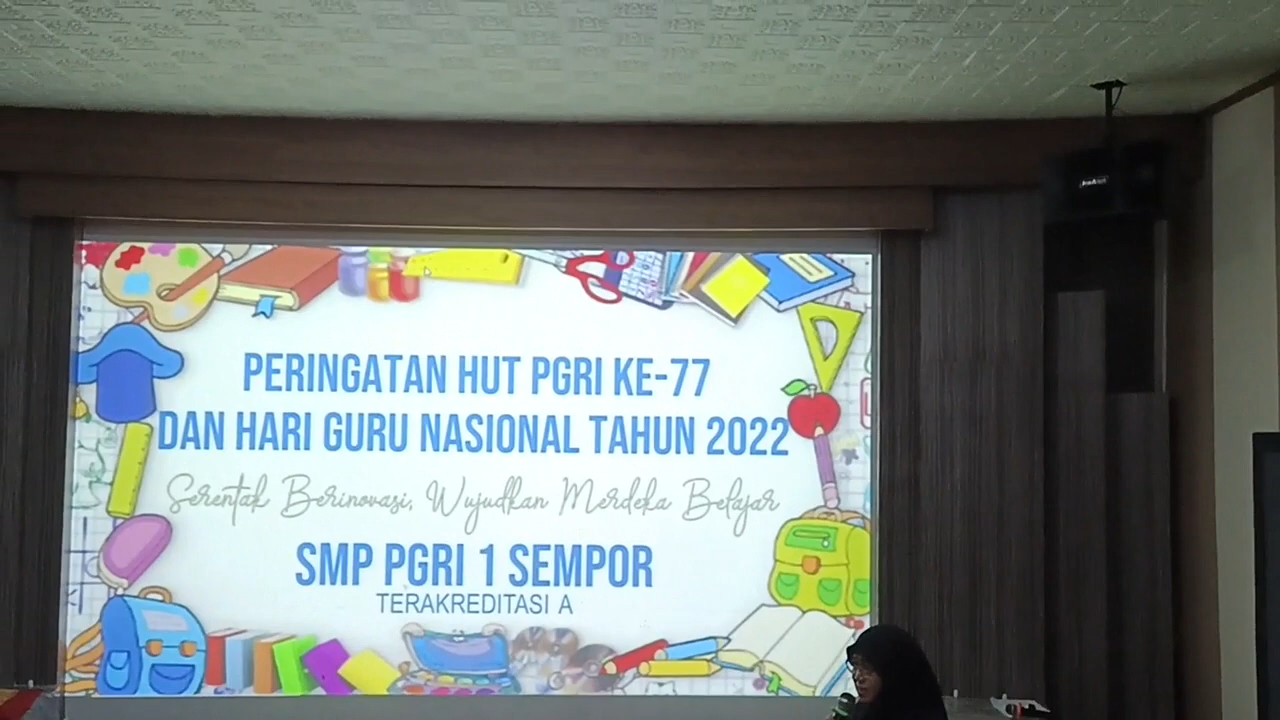 PERINGATAN HUT PGRI KE-77
DAN HARI GURU NASIONAL TAHUN 2022
Serentak Berinovasi, Wujudkan Merdeka Belajar
SMP PGRI 1 SEMPOR
TERAKREDITASI A